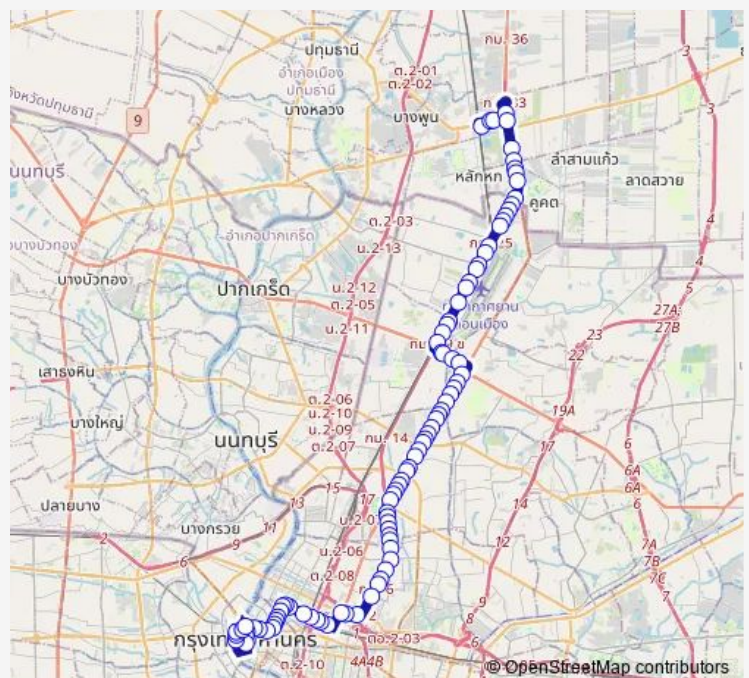 กม. 36
3
ปทุมธานี
ต.2-01
ต.2-02
อำเภอเมือง
ปทุมธานี
บางหลวง
บางพูน
จังหวัดปทุมธานี
9
3
นนทบุรี
หลักหก
ลำสามแก้ว
ลาดสวาย
คูคต
ต.2-03
น.2-13
อำเภอปากเกร็ด
4
4
บางบัวทอง
น.2-12
ต.2-05
ปากเกร็ด
5
น.2-11
27A;
27B
23
22
เสาธงหิน
ต.2-06
น.2-10
น.2-09
ต.2-07
19A
บางใหญ่
นนทบุรี
กม. 14
17
6
6A
6A
ปลายบาง
15
17
13
14
บางกรวย
11
9
2
6
น.2-06
12
7A
7B
7C
7
ต.2-08
9
8
2
1
ตอ.2-03
6
ต.2-10
4A4B
© OpenStreetMap contributors